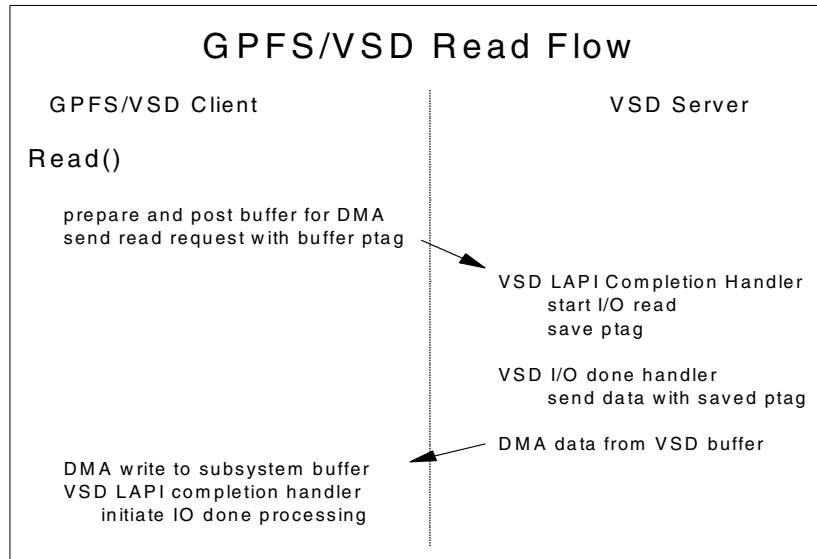 GPFS/VSD Read Flow
GPFS/VSD Client
VSD Server
Read()
prepare and post buffer for DMA
send read request with buffer ptag
VSD LAPI Completion Handler
start I/O read
save ptag
VSD I/O done handler
send data with saved ptag
DMA data from VSD buffer
DMA write to subsystem buffer
VSD LAPI completion handler
initiate IO done processing